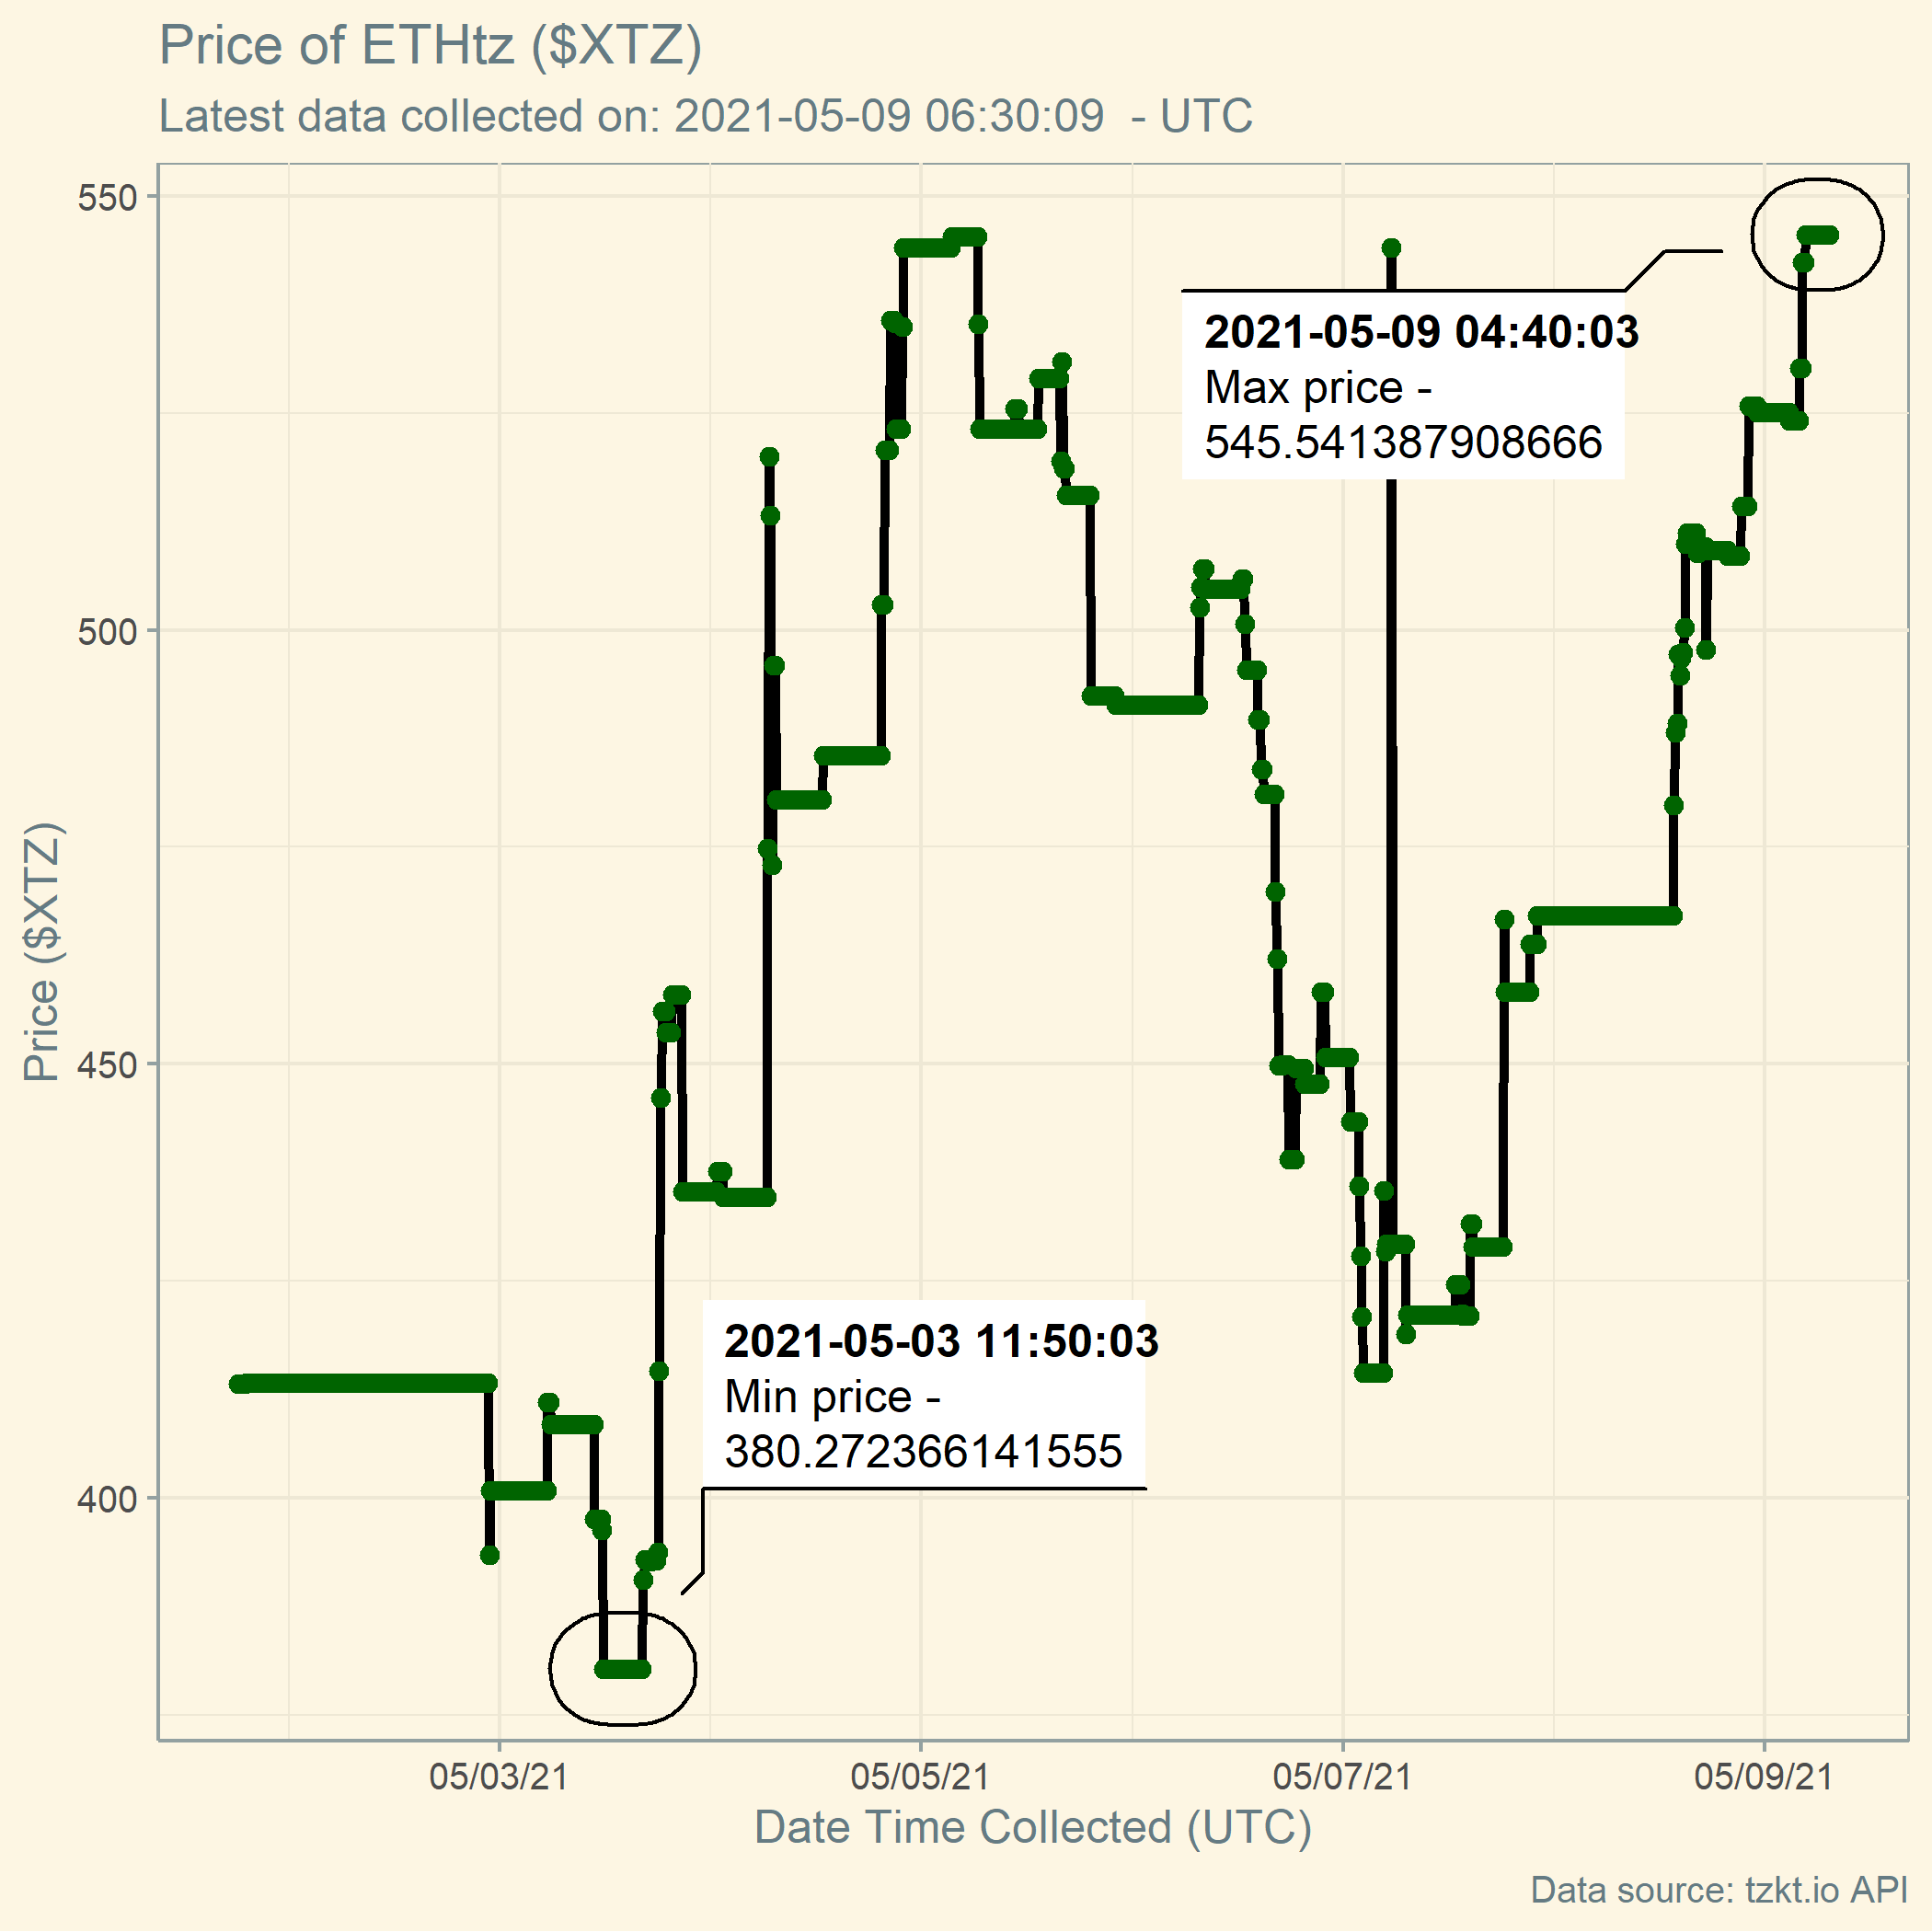 Price of ETHtz ($XTZ)
Latest data collected on: 2021-05-09 06:30:09  - UTC
550
500
450
400
Price ($XTZ)
2021-05-09 04:40:03
Max price -
545.541387908666
2021-05-03 11:50:03
Min price -
380.272366141555
05/03/21
05/05/21
05/07/21
05/09/21
Date Time Collected (UTC)
Data source: tzkt.io API